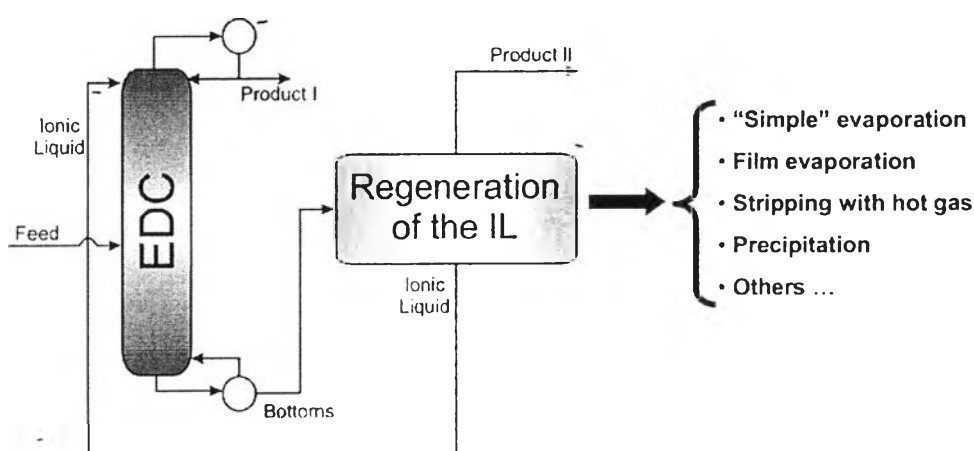 Product I
Ionic
Liquid
Feed
EDC
Bottoms
Product II
Regeneration
of the IL
Ionic
Liquid
• "Simple" evaporation
• Film evaporation
• Stripping with hot gas
• Precipitation
• Others ...